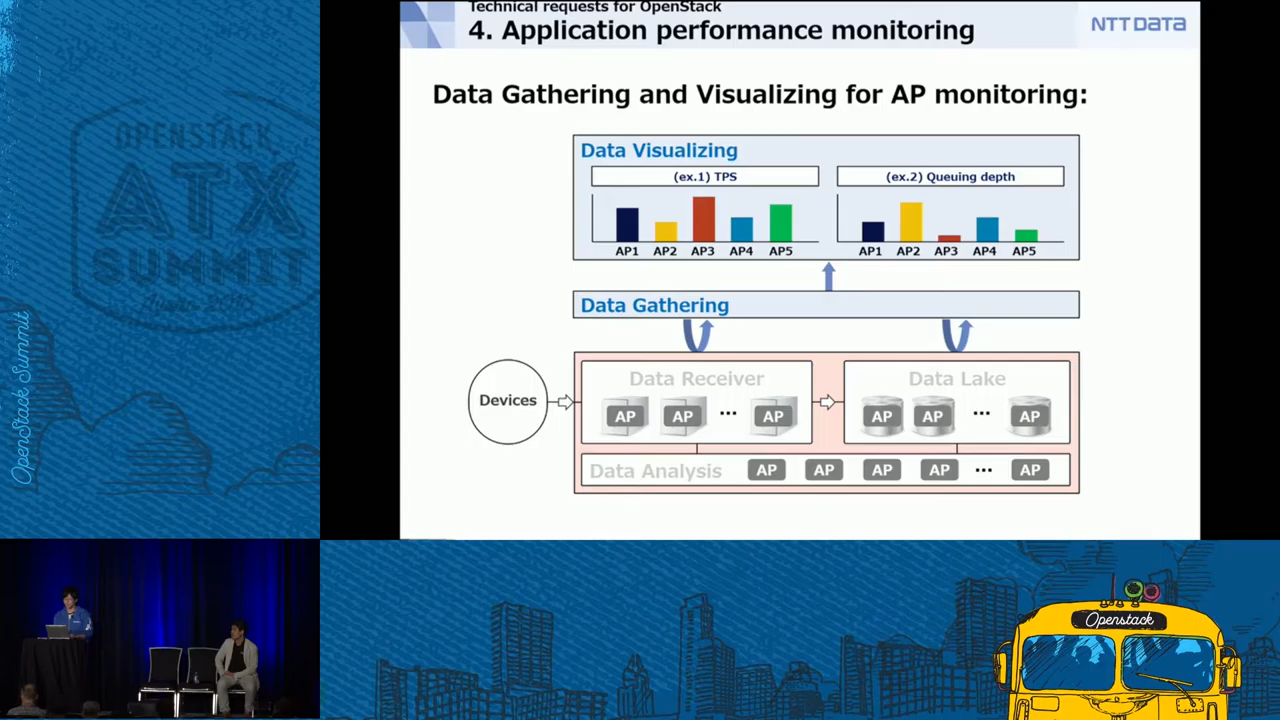 Technical requests for OpenStack
4. Application performance monitoring
NTT DATA
Data Gathering and Visualizing for AP monitoring:
Data Visualizing
(ex.1) TPS
(ex.2) Queuing depth
AP1 AP2 AP3 AP4 AP5
AP1 AP2 AP3 AP4 AP5
Data Gathering
Devices
Data Receiver
AP AP ... AP
Data Lake
AP AP ... AP
Data Analysis AP AP AP AP ... AP
OPENSTACK
ATX
SUMMIT
OpenStack Summit
Openstack